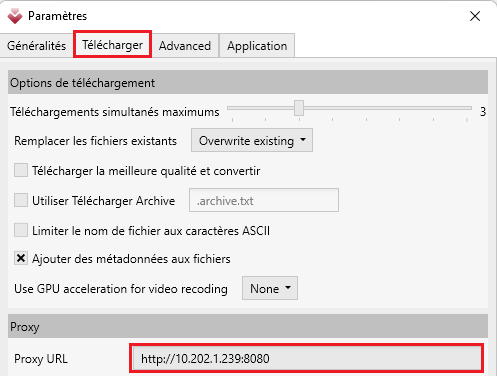 Paramètres
Généralités Télécharger Advanced Application
Options de téléchargement
Téléchargements simultanés maximums 3
Remplacer les fichiers existants Overwrite existing
Télécharger la meilleure qualité et convertir
Utiliser Télécharger Archive .archive.txt
Limiter le nom de fichier aux caractères ASCII
Ajouter des métadonnées aux fichiers
Use GPU acceleration for video recoding None
Proxy
Proxy URL http://10.202.1.239:8080